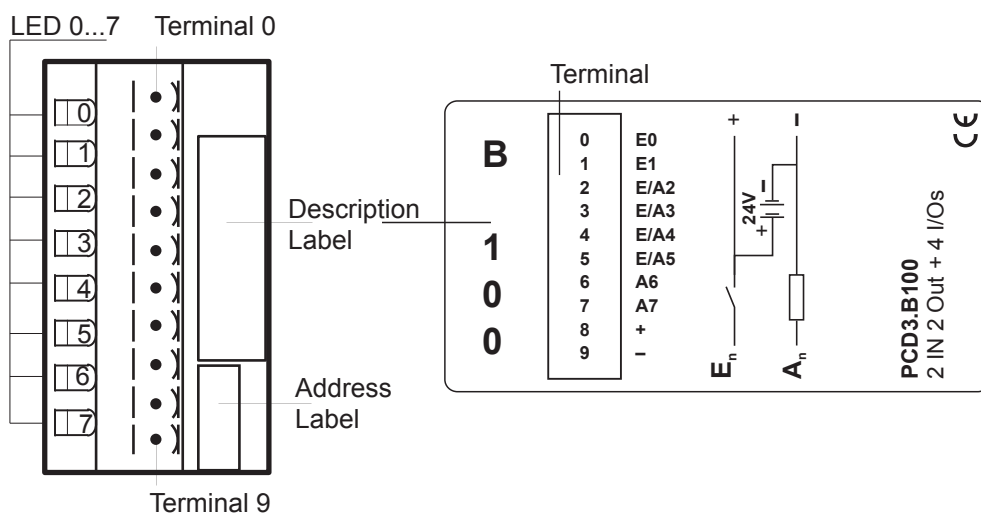 LED 0...7
Terminal 0
0
1
2
3
4
5
6
7
Description
Label
Address
Label
Terminal 9
Terminal
B
1
0
0
0 E0
1 E1
2 E/A2
3 E/A3
4 E/A4
5 E/A5
6 A6
7 A7
8 +
9 –
+ –
24V
+ –
En An
PCD3.B100
2 IN 2 Out + 4 I/Os
CE